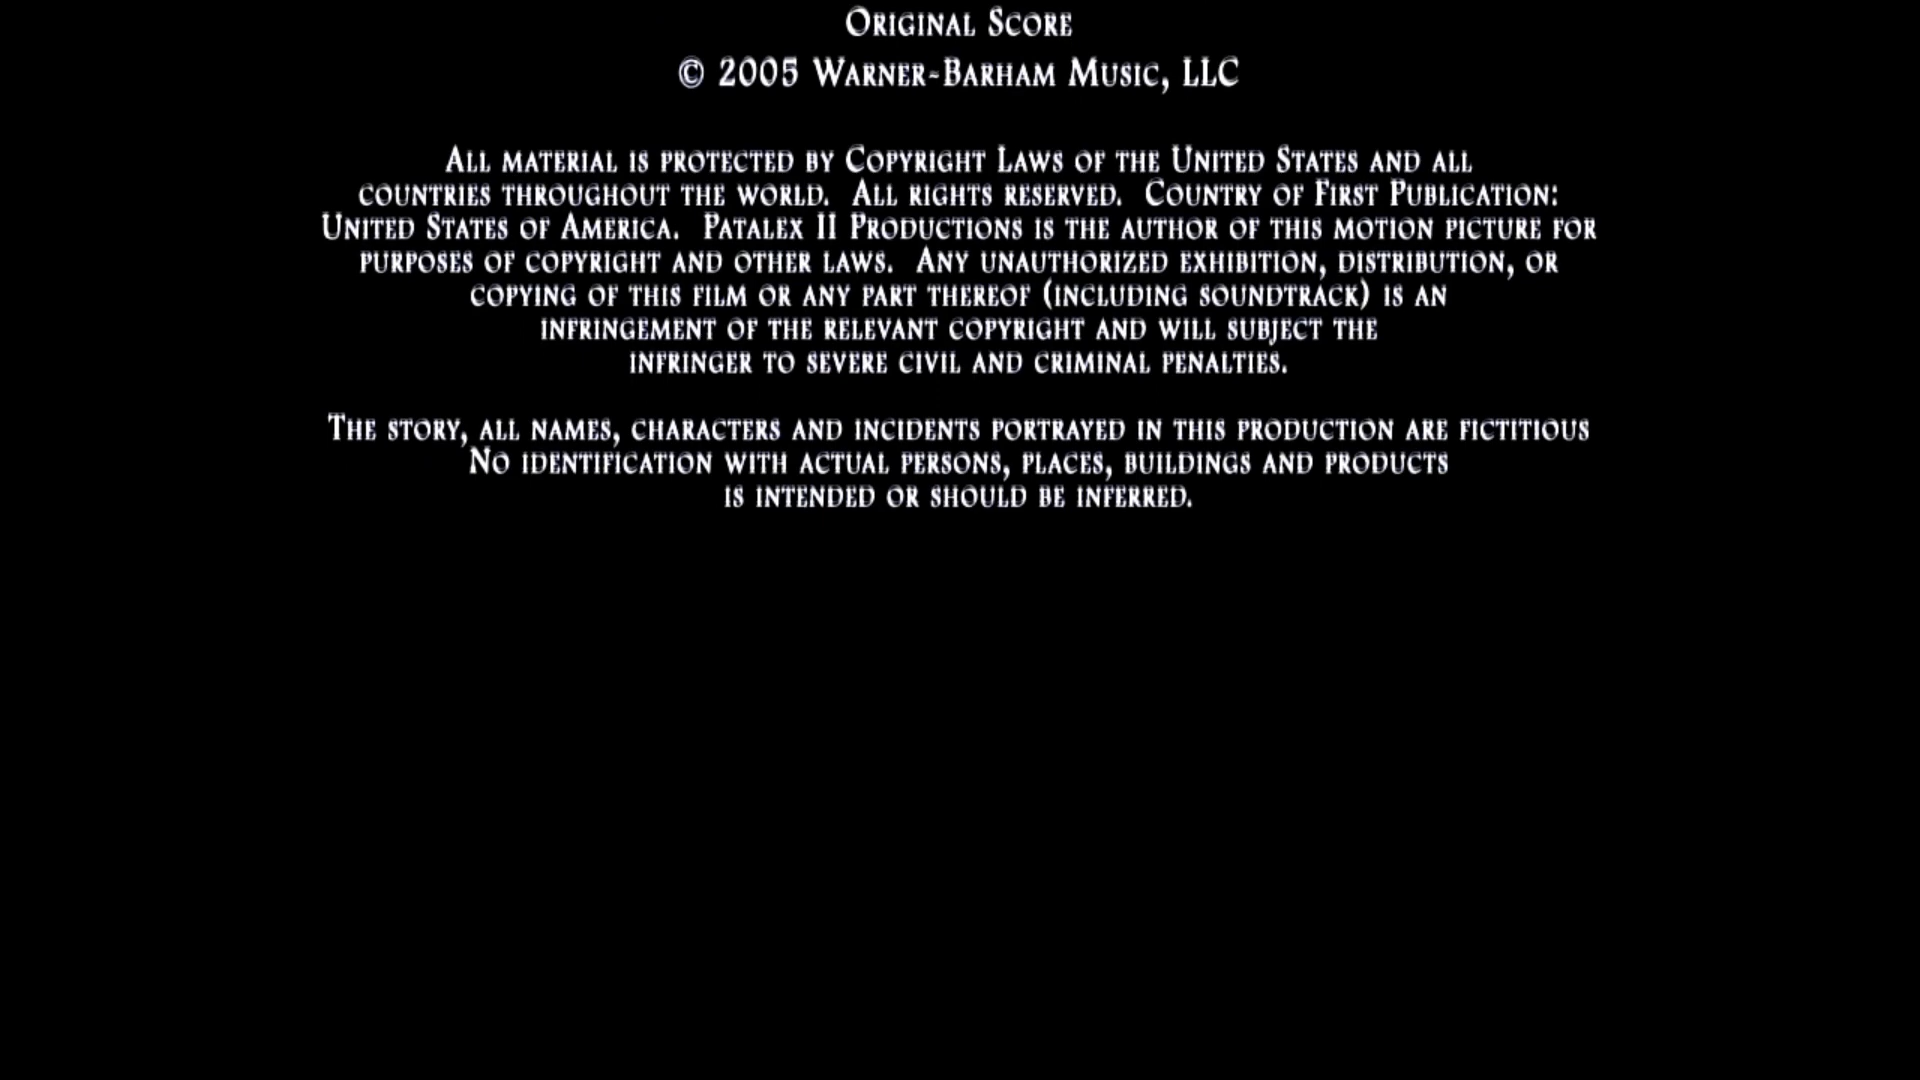 Original Score
© 2005 Warner-Barham Music, LLC
All material is protected by Copyright Laws of the United States and all
countries throughout the world. All rights reserved. Country of First Publication:
United States of America. Patalex II Productions is the author of this motion picture for
purposes of copyright and other laws. Any unauthorized exhibition, distribution, or
copying of this film or any part thereof (including soundtrack) is an
infringement of the relevant copyright and will subject the
infringer to severe civil and criminal penalties.
The story, all names, characters and incidents portrayed in this production are fictitious
No identification with actual persons, places, buildings and products
is intended or should be inferred.